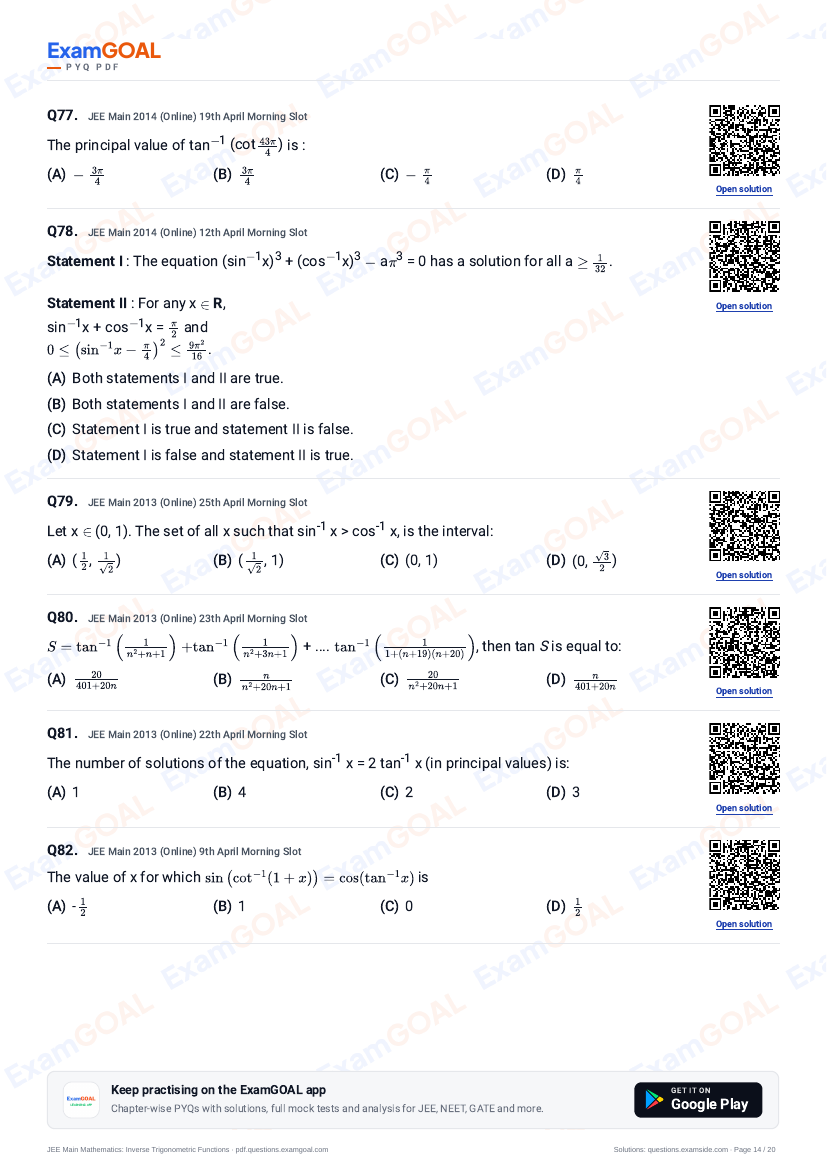 ExamGOAL
PYQ PDF
Q77. JEE Main 2014 (Online) 19th April Morning Slot
The principal value of tan⁻¹ (cot 43π/4) is :
(A) − 3π/4 (B) 3π/4 (C) − π/4 (D) π/4
Open solution
Q78. JEE Main 2014 (Online) 12th April Morning Slot
Statement I : The equation (sin⁻¹x)³ + (cos⁻¹x)³ − aπ³ = 0 has a solution for all a ≥ 1/32.
Statement II : For any x ∈ R,
sin⁻¹x + cos⁻¹x = π/2 and
0 ≤ (sin⁻¹x − π/4)² ≤ 9π²/16.
(A) Both statements I and II are true.
(B) Both statements I and II are false.
(C) Statement I is true and statement II is false.
(D) Statement I is false and statement II is true.
Open solution
Q79. JEE Main 2013 (Online) 25th April Morning Slot
Let x ∈ (0, 1). The set of all x such that sin⁻¹ x > cos⁻¹ x, is the interval:
(A) (1/2, 1/√2) (B) (1/√2, 1) (C) (0, 1) (D) (0, √3/2)
Open solution
Q80. JEE Main 2013 (Online) 23th April Morning Slot
S = tan⁻¹ (1/(n²+n+1)) +tan⁻¹ (1/(n²+3n+1)) + .... tan⁻¹ (1/(1+(n+19)(n+20))), then tan S is equal to:
(A) 20/(401+20n) (B) n/(n²+20n+1) (C) 20/(n²+20n+1) (D) n/(401+20n)
Open solution
Q81. JEE Main 2013 (Online) 22th April Morning Slot
The number of solutions of the equation, sin⁻¹ x = 2 tan⁻¹ x (in principal values) is:
(A) 1 (B) 4 (C) 2 (D) 3
Open solution
Q82. JEE Main 2013 (Online) 9th April Morning Slot
The value of x for which sin (cot⁻¹(1 + x)) = cos(tan⁻¹x) is
(A) - 1/2 (B) 1 (C) 0 (D) 1/2
Open solution
Keep practising on the ExamGOAL app
Chapter-wise PYQs with solutions, full mock tests and analysis for JEE, NEET, GATE and more.
GET IT ON
Google Play
JEE Main Mathematics: Inverse Trigonometric Functions · pdf.questions.examgoal.com
Solutions: questions.examside.com · Page 14 / 20